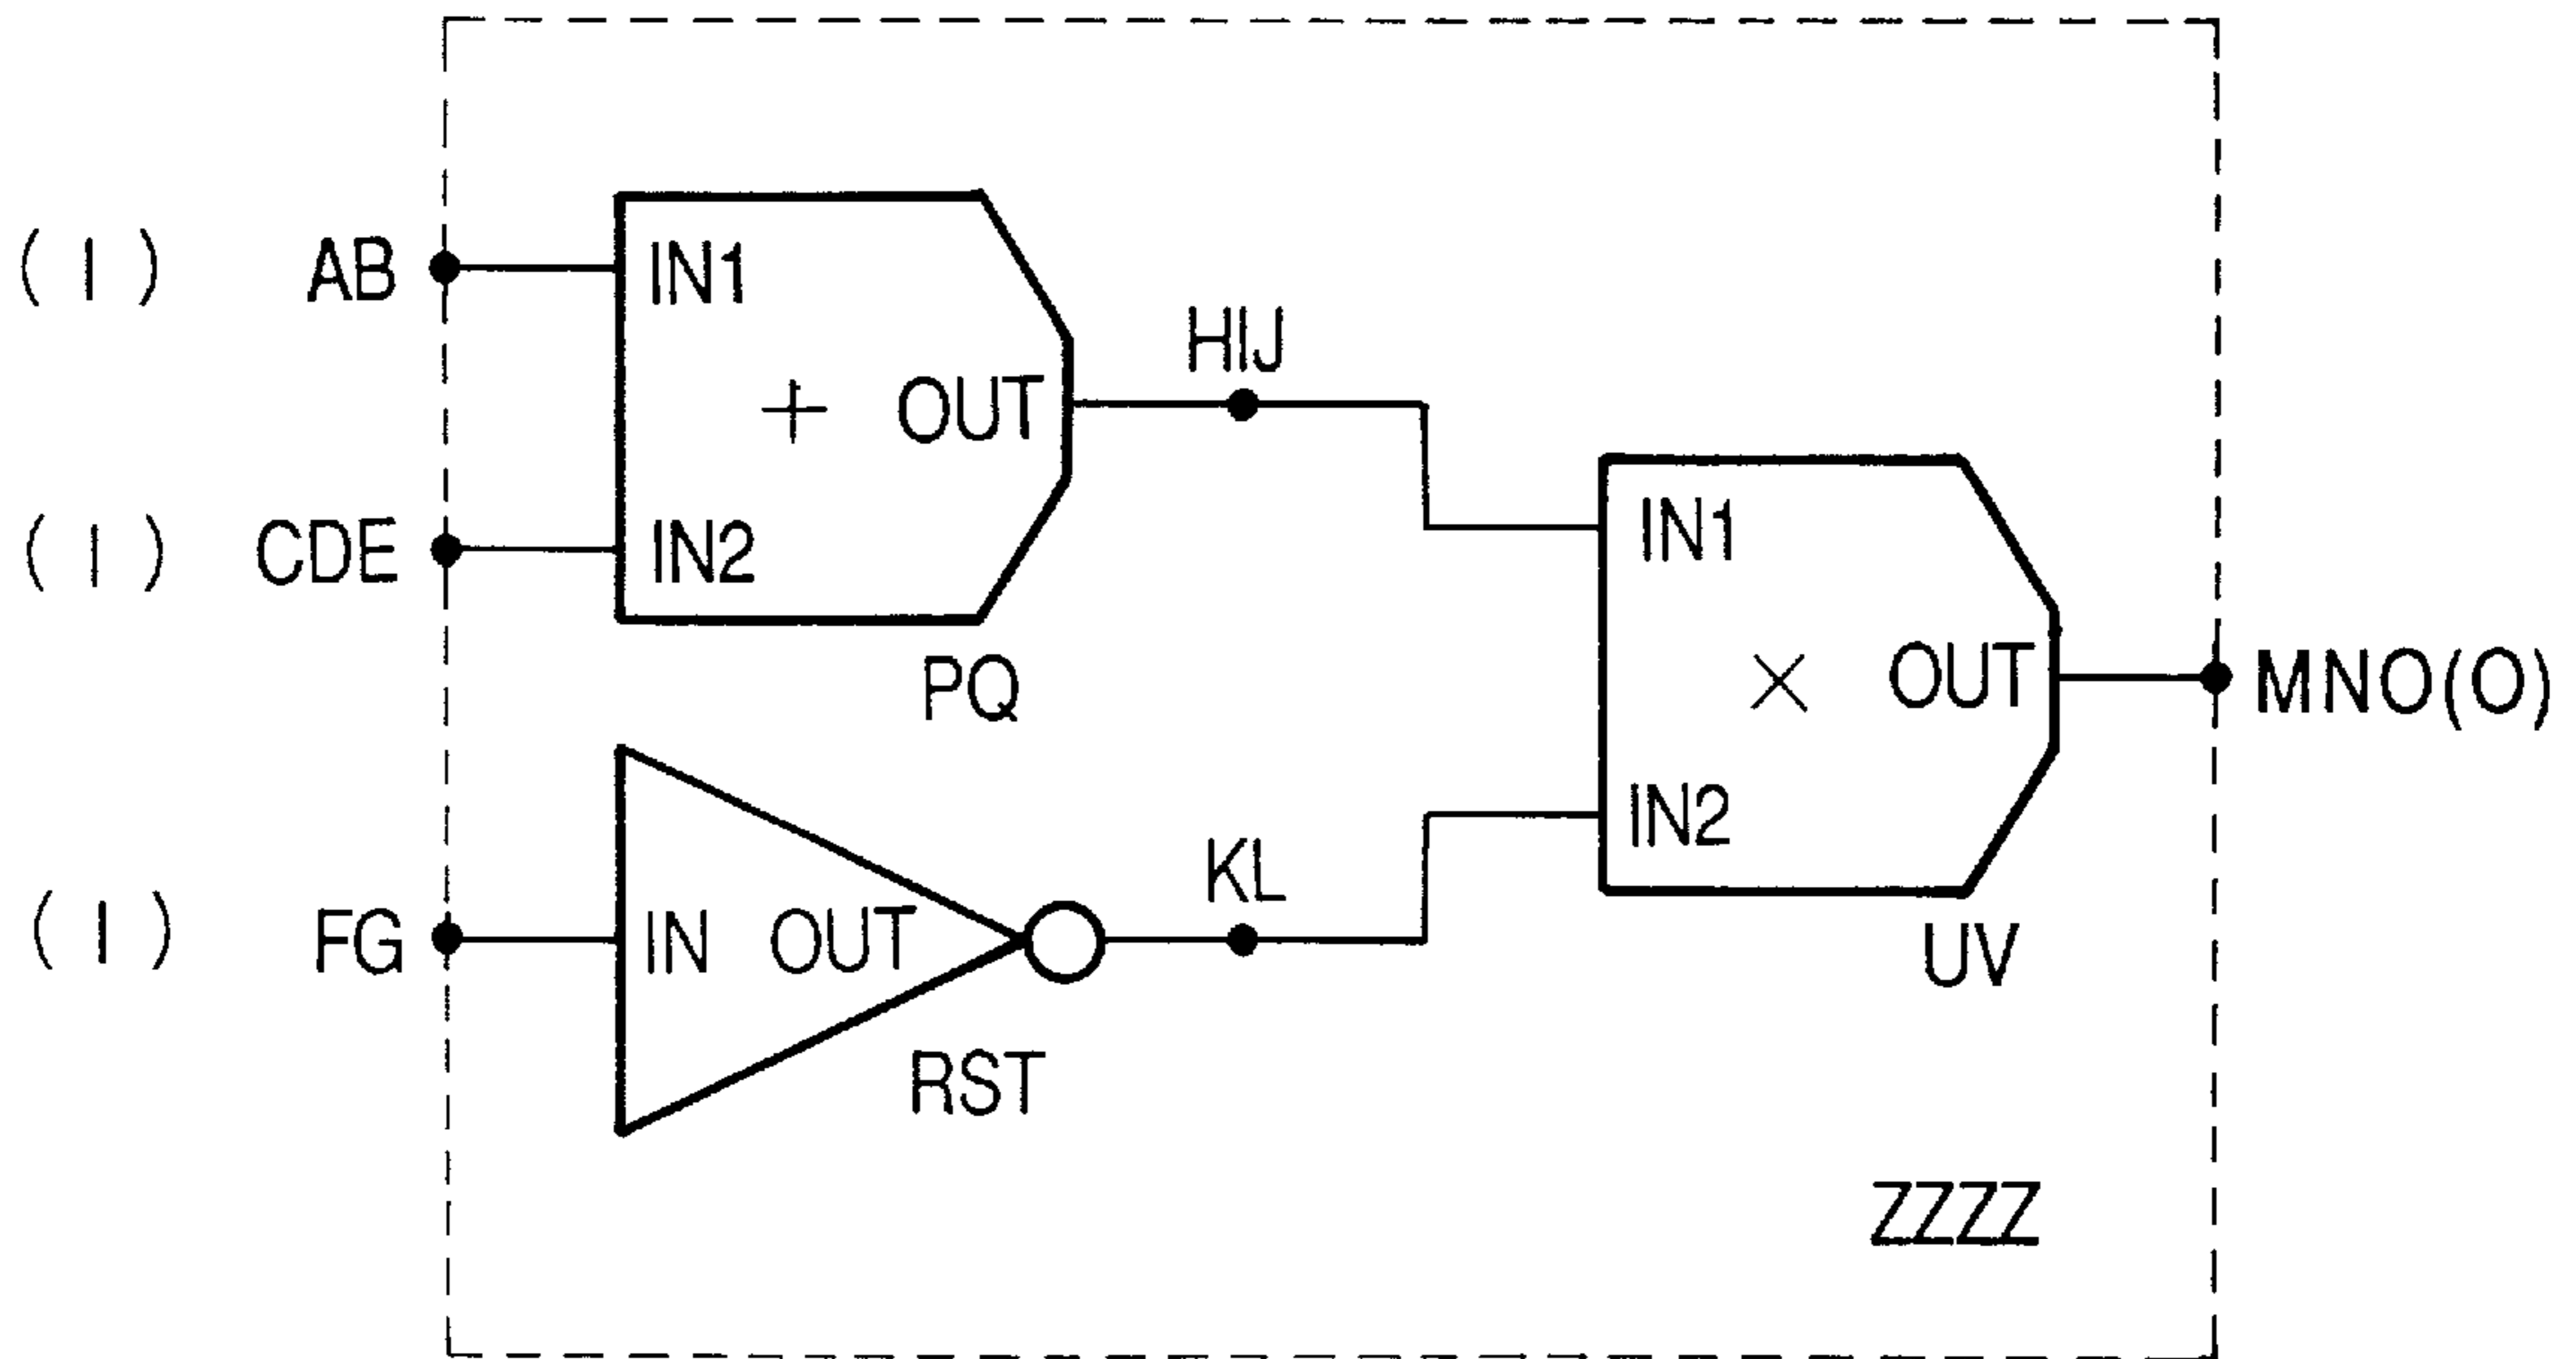 ( I ) AB
IN1
HIJ
+ OUT
( I ) CDE
IN2
IN1
PQ
× OUT
MNO(O)
IN2
KL
( I ) FG
IN OUT
UV
RST
ZZZZ